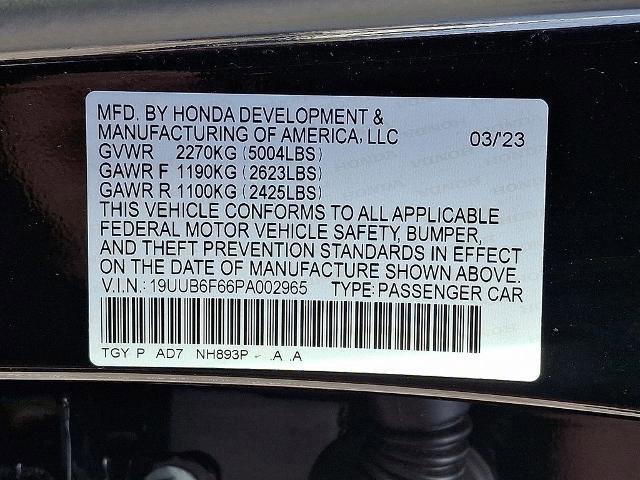 MFD. BY HONDA DEVELOPMENT &
MANUFACTURING OF AMERICA, LLC 03/'23
GVWR 2270KG (5004LBS)
GAWR F 1190KG (2623LBS)
GAWR R 1100KG (2425LBS)
THIS VEHICLE CONFORMS TO ALL APPLICABLE
FEDERAL MOTOR VEHICLE SAFETY, BUMPER,
AND THEFT PREVENTION STANDARDS IN EFFECT
ON THE DATE OF MANUFACTURE SHOWN ABOVE.
V.I.N.: 19UUB6F66PA002965 TYPE: PASSENGER CAR
TGY P AD7 NH893P - .A .A